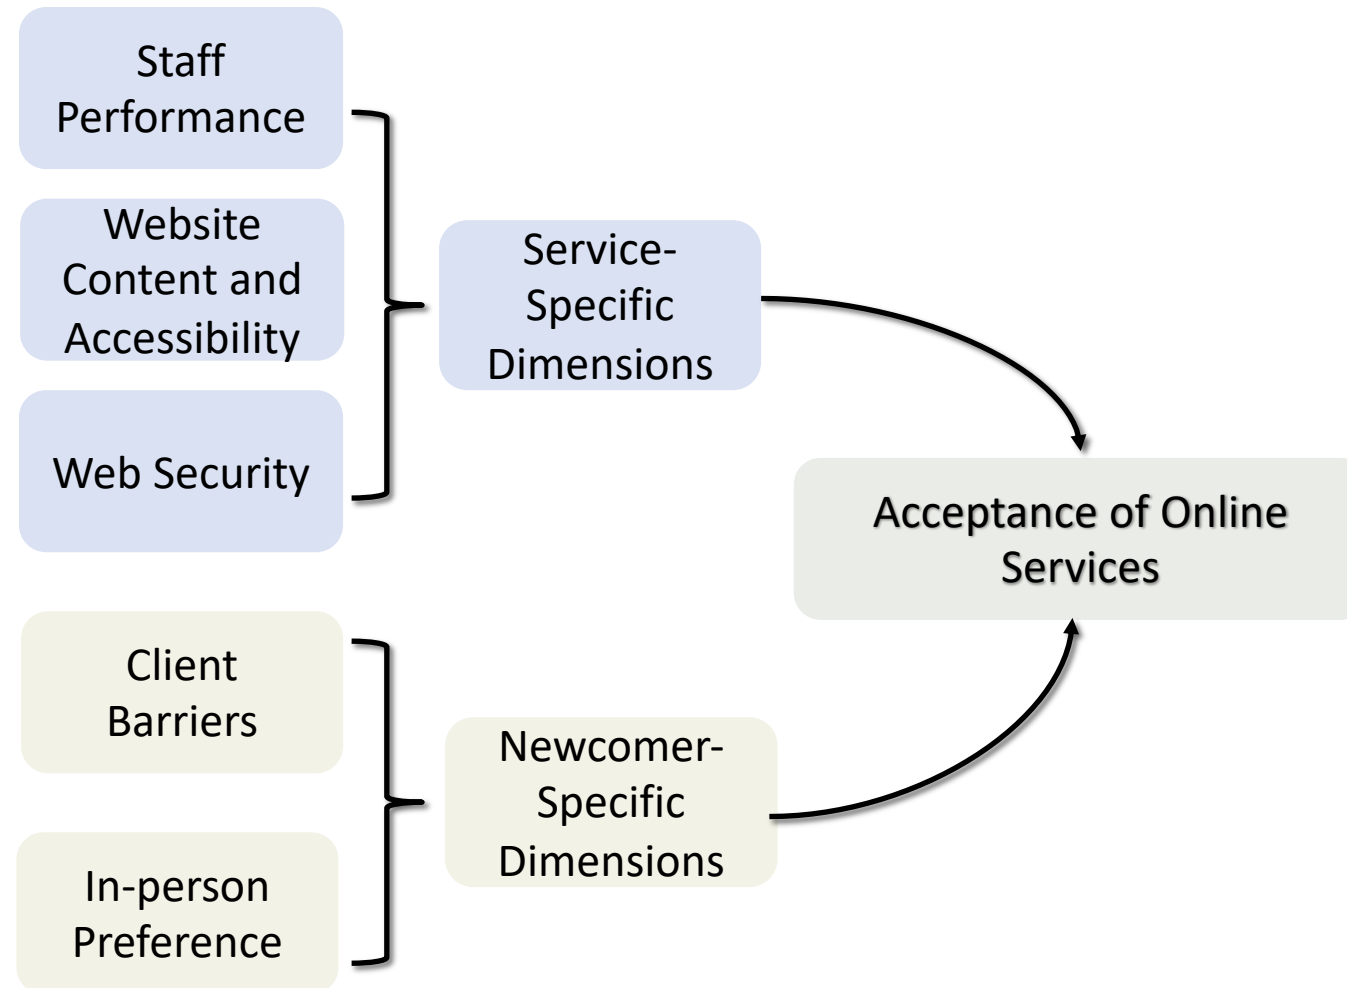 Staff
Performance
Website
Content and
Accessibility
Web Security
Service-
Specific
Dimensions
Acceptance of Online
Services
Client
Barriers
In-person
Preference
Newcomer-
Specific
Dimensions